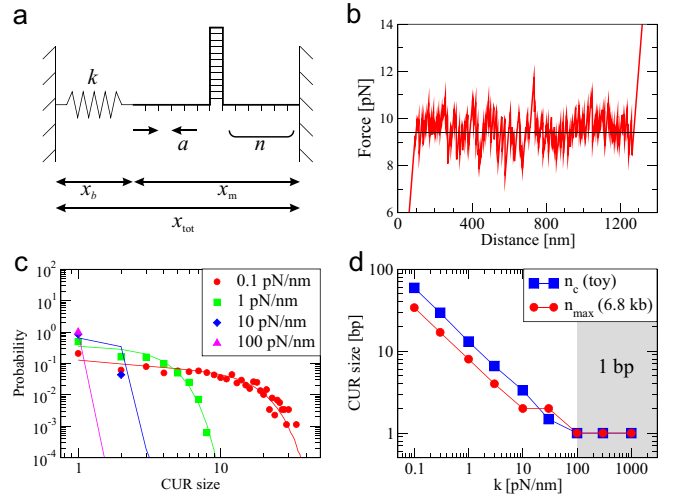 a
k
a
n
x_b
x_m
x_tot
b
Force [pN]
14
12
10
8
6
0
400
800
1200
Distance [nm]
c
Probability
10^1
10^0
10^-1
10^-2
10^-3
10^-4
1
10
CUR size
0.1 pN/nm
1 pN/nm
10 pN/nm
100 pN/nm
d
CUR size [bp]
100
10
1
0.1
1
10
100
1000
k [pN/nm]
n_c (toy)
n_max (6.8 kb)
1 bp